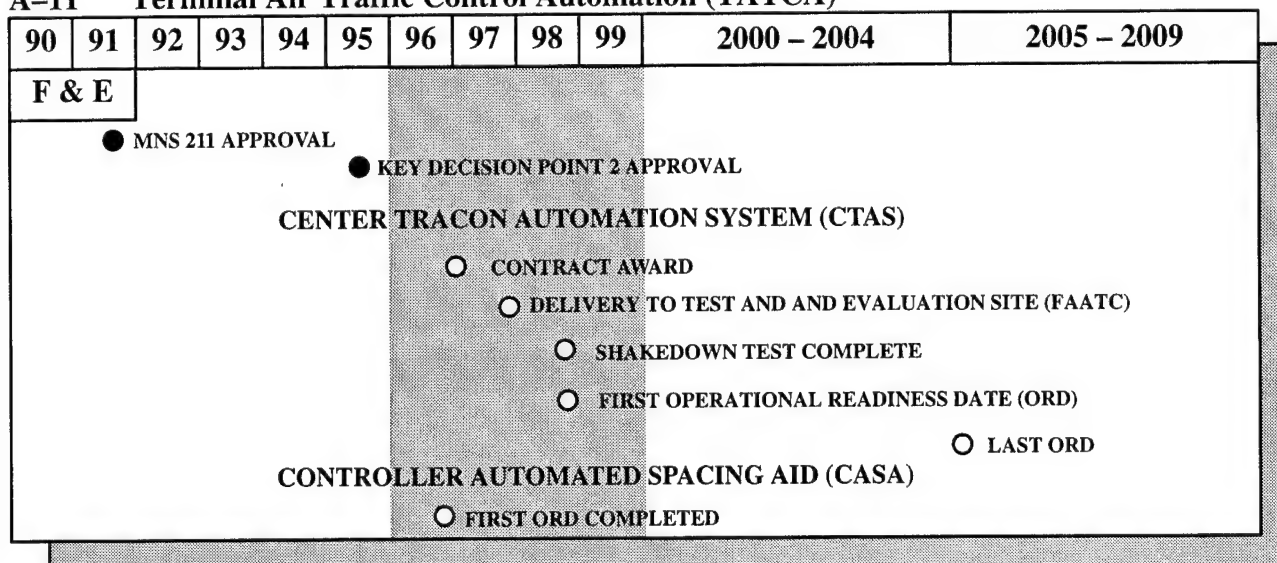 A–11 Terminal Air Traffic Control Automation (TATCA)
90 91 92 93 94 95 96 97 98 99 2000 – 2004 2005 – 2009
F & E
MNS 211 APPROVAL
KEY DECISION POINT 2 APPROVAL
CENTER TRACON AUTOMATION SYSTEM (CTAS)
CONTRACT AWARD
DELIVERY TO TEST AND AND EVALUATION SITE (FAATC)
SHAKEDOWN TEST COMPLETE
FIRST OPERATIONAL READINESS DATE (ORD)
LAST ORD
CONTROLLER AUTOMATED SPACING AID (CASA)
FIRST ORD COMPLETED